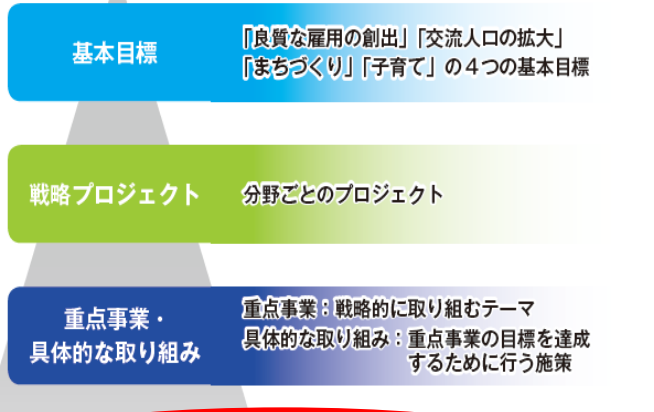 基本目標
「良質な雇用の創出」「交流人口の拡大」
「まちづくり」「子育て」の４つの基本目標
戦略プロジェクト
分野ごとのプロジェクト
重点事業・
具体的な取り組み
重点事業：戦略的に取り組むテーマ
具体的な取り組み：重点事業の目標を達成
するために行う施策